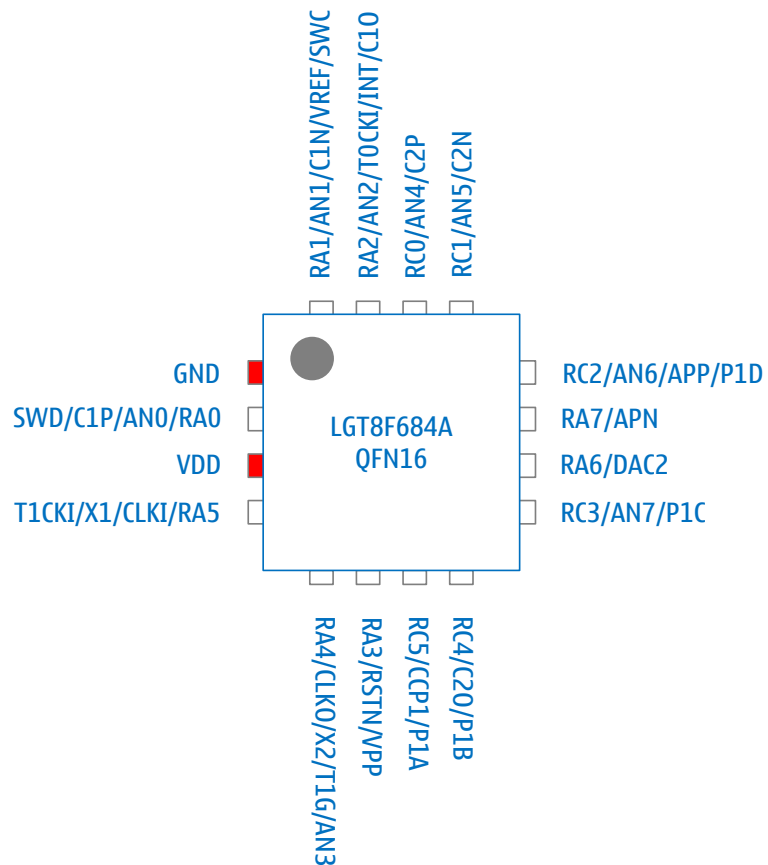 RA1/AN1/C1N/VREF/SWC
RA2/AN2/T0CKI/INT/C1O
RC0/AN4/C2P
RC1/AN5/C2N
GND
SWD/C1P/AN0/RA0
VDD
T1CKI/X1/CLKI/RA5
LGT8F684A
QFN16
RC2/AN6/APP/P1D
RA7/APN
RA6/DAC2
RC3/AN7/P1C
RA4/CLKO/X2/T1G/AN3
RA3/RSTN/VPP
RC5/CCP1/P1A
RC4/C2O/P1B